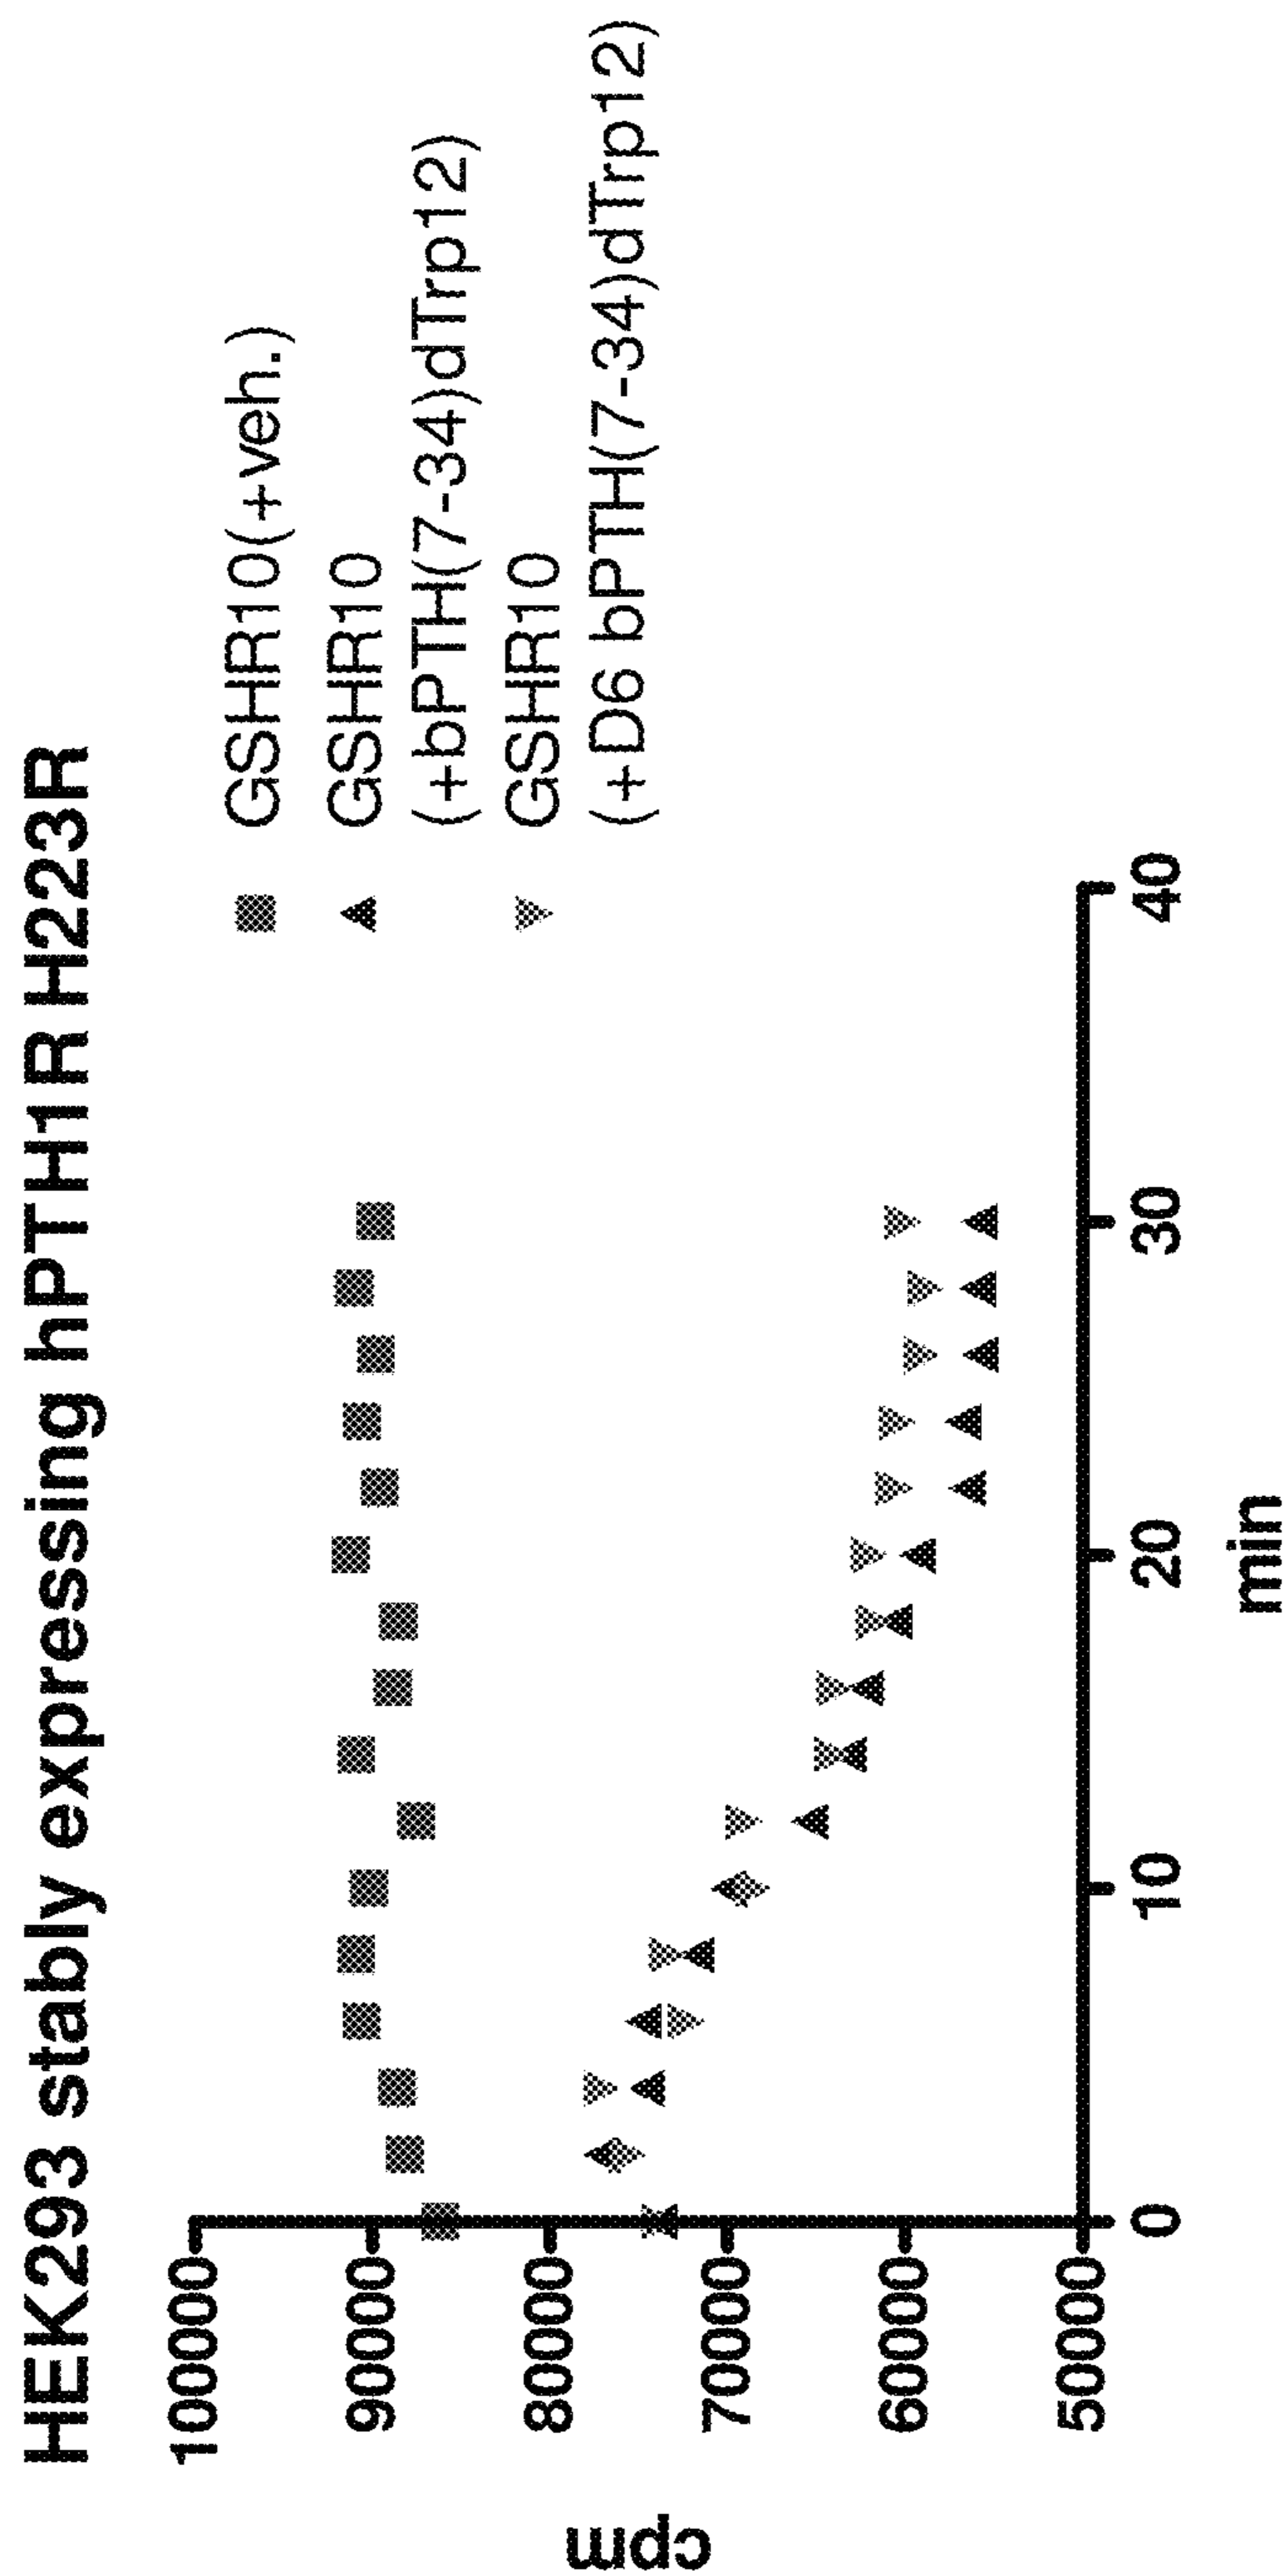 HEK293 stably expressing hPTH1R H223R
100000
90000
80000
70000
60000
50000
cpm
0
10
20
30
40
min
GSHR10(+veh.)
GSHR10
(+bPTH(7-34)dTrp12)
GSHR10
(+D6 bPTH(7-34)dTrp12)